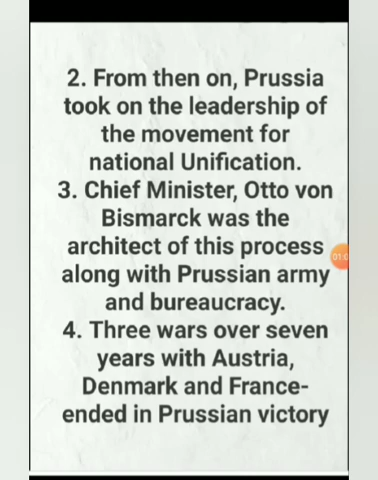 2. From then on, Prussia
took on the leadership of
the movement for
national Unification.
3. Chief Minister, Otto von
Bismarck was the
architect of this process
along with Prussian army
and bureaucracy.
4. Three wars over seven
years with Austria,
Denmark and France-
ended in Prussian victory